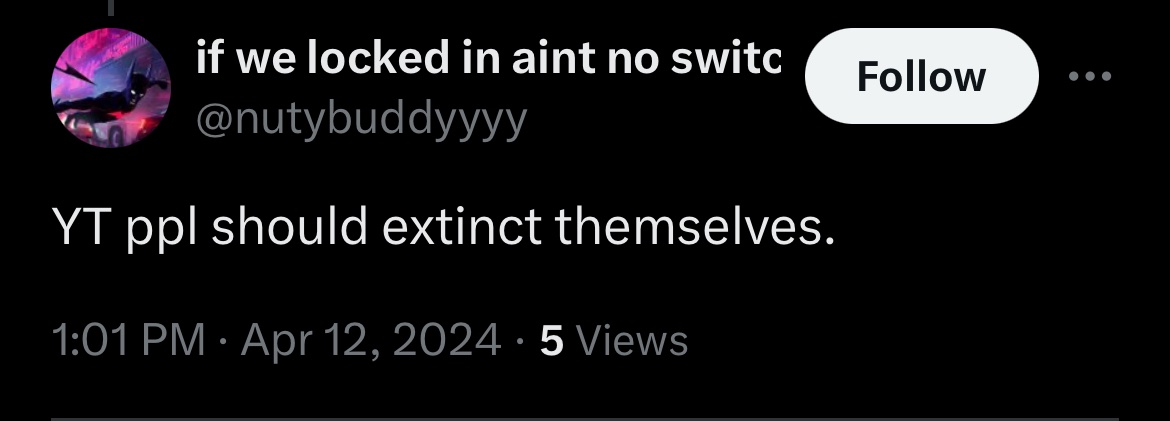 if we locked in aint no switc
Follow
@nutybuddyyyy
YT ppl should extinct themselves.
1:01 PM · Apr 12, 2024 · 5 Views